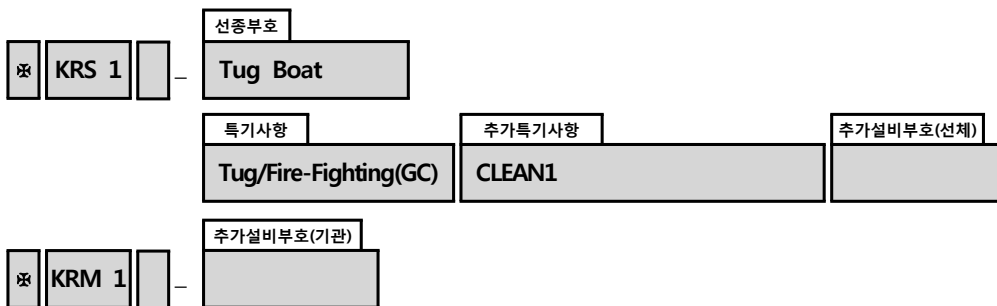 선종부호
✠ KRS 1 – Tug Boat
특기사항 추가특기사항 추가설비부호(선체)
Tug/Fire-Fighting(GC) CLEAN1
추가설비부호(기관)
✠ KRM 1 –